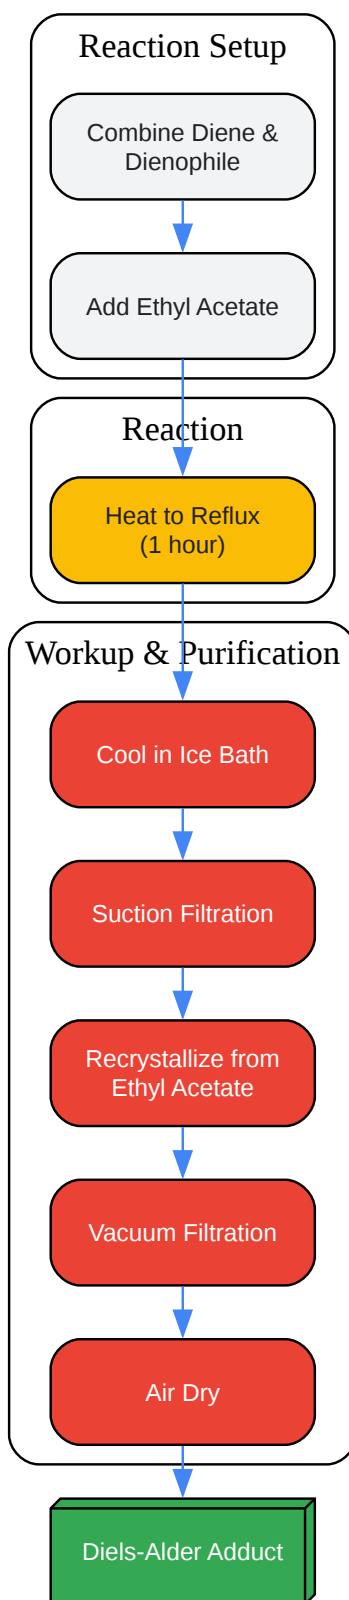 Reaction Setup
Combine Diene &
Dienophile
Add Ethyl Acetate
Reaction
Heat to Reflux
(1 hour)
Workup & Purification
Cool in Ice Bath
Suction Filtration
Recrystallize from
Ethyl Acetate
Vacuum Filtration
Air Dry
Diels-Alder Adduct